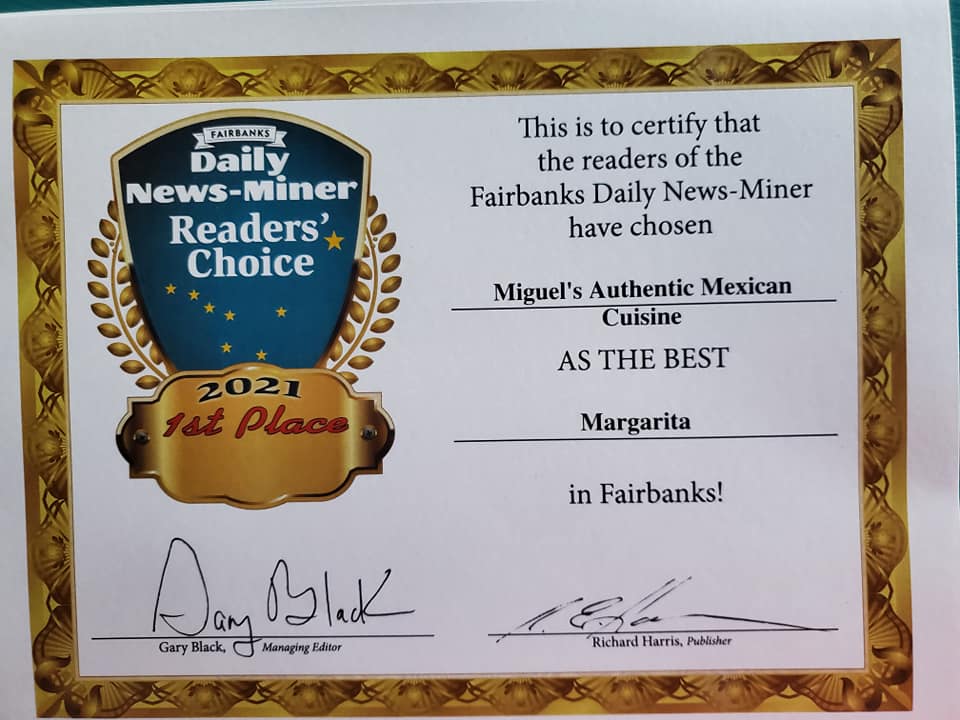 FAIRBANKS
Daily
News-Miner
Readers'
Choice
2021
1st Place
This is to certify that
the readers of the
Fairbanks Daily News-Miner
have chosen
Miguel's Authentic Mexican
Cuisine
AS THE BEST
Margarita
in Fairbanks!
Gary Black
Gary Black, Managing Editor
Richard Harris, Publisher